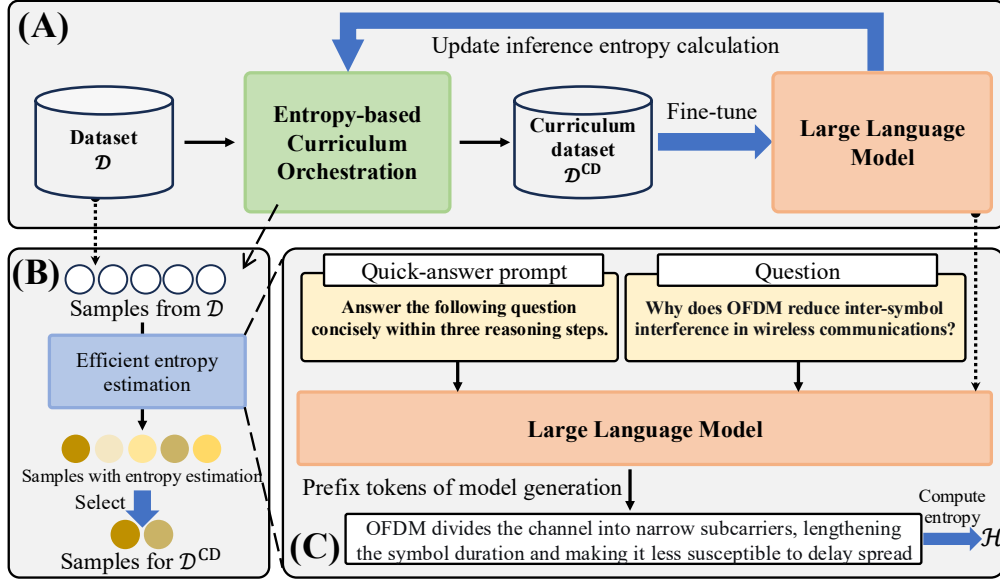 (A)
Update inference entropy calculation
Dataset
𝒟
Entropy-based
Curriculum
Orchestration
Curriculum
dataset
𝒟^CD
Fine-tune
Large Language
Model
(B)
Samples from 𝒟
Efficient entropy
estimation
Samples with entropy estimation
Select
Samples for 𝒟^CD
Quick-answer prompt
Answer the following question
concisely within three reasoning steps.
Question
Why does OFDM reduce inter-symbol
interference in wireless communications?
Large Language Model
Prefix tokens of model generation
(C)
OFDM divides the channel into narrow subcarriers, lengthening
the symbol duration and making it less susceptible to delay spread
Compute
entropy
ℋ